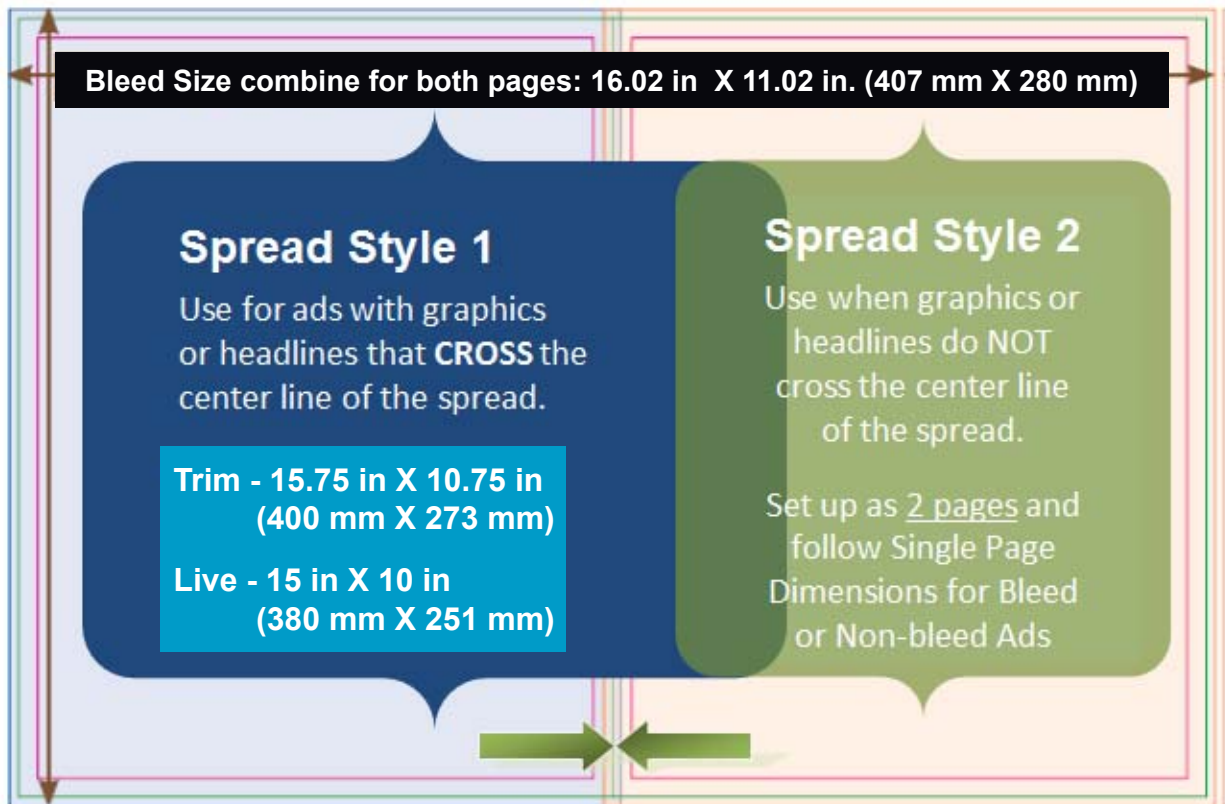 Bleed Size combine for both pages: 16.02 in X 11.02 in. (407 mm X 280 mm)
Spread Style 1
Use for ads with graphics
or headlines that CROSS the
center line of the spread.
Trim - 15.75 in X 10.75 in
(400 mm X 273 mm)
Live - 15 in X 10 in
(380 mm X 251 mm)
Spread Style 2
Use when graphics or
headlines do NOT
cross the center line
of the spread.
Set up as 2 pages and
follow Single Page
Dimensions for Bleed
or Non-bleed Ads